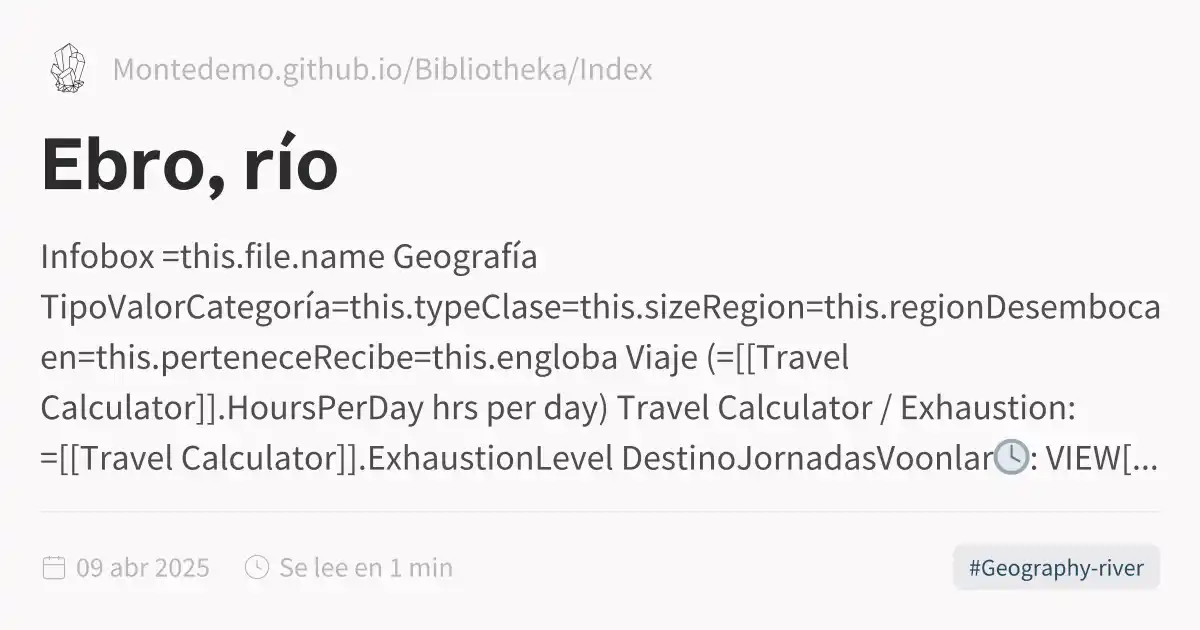 Montedemo.github.io/Bibliotheka/Index
Ebro, río
Infobox =this.file.name Geografía
TipoValorCategoría=this.typeClase=this.sizeRegion=this.regionDesemboca
en=this.perteneceRecibe=this.engloba Viaje (=[[Travel
Calculator]].HoursPerDay hrs per day) Travel Calculator / Exhaustion:
=[[Travel Calculator]].ExhaustionLevel DestinoJornadasVoonlar🕓: VIEW[...
09 abr 2025 Se lee en 1 min #Geography-river